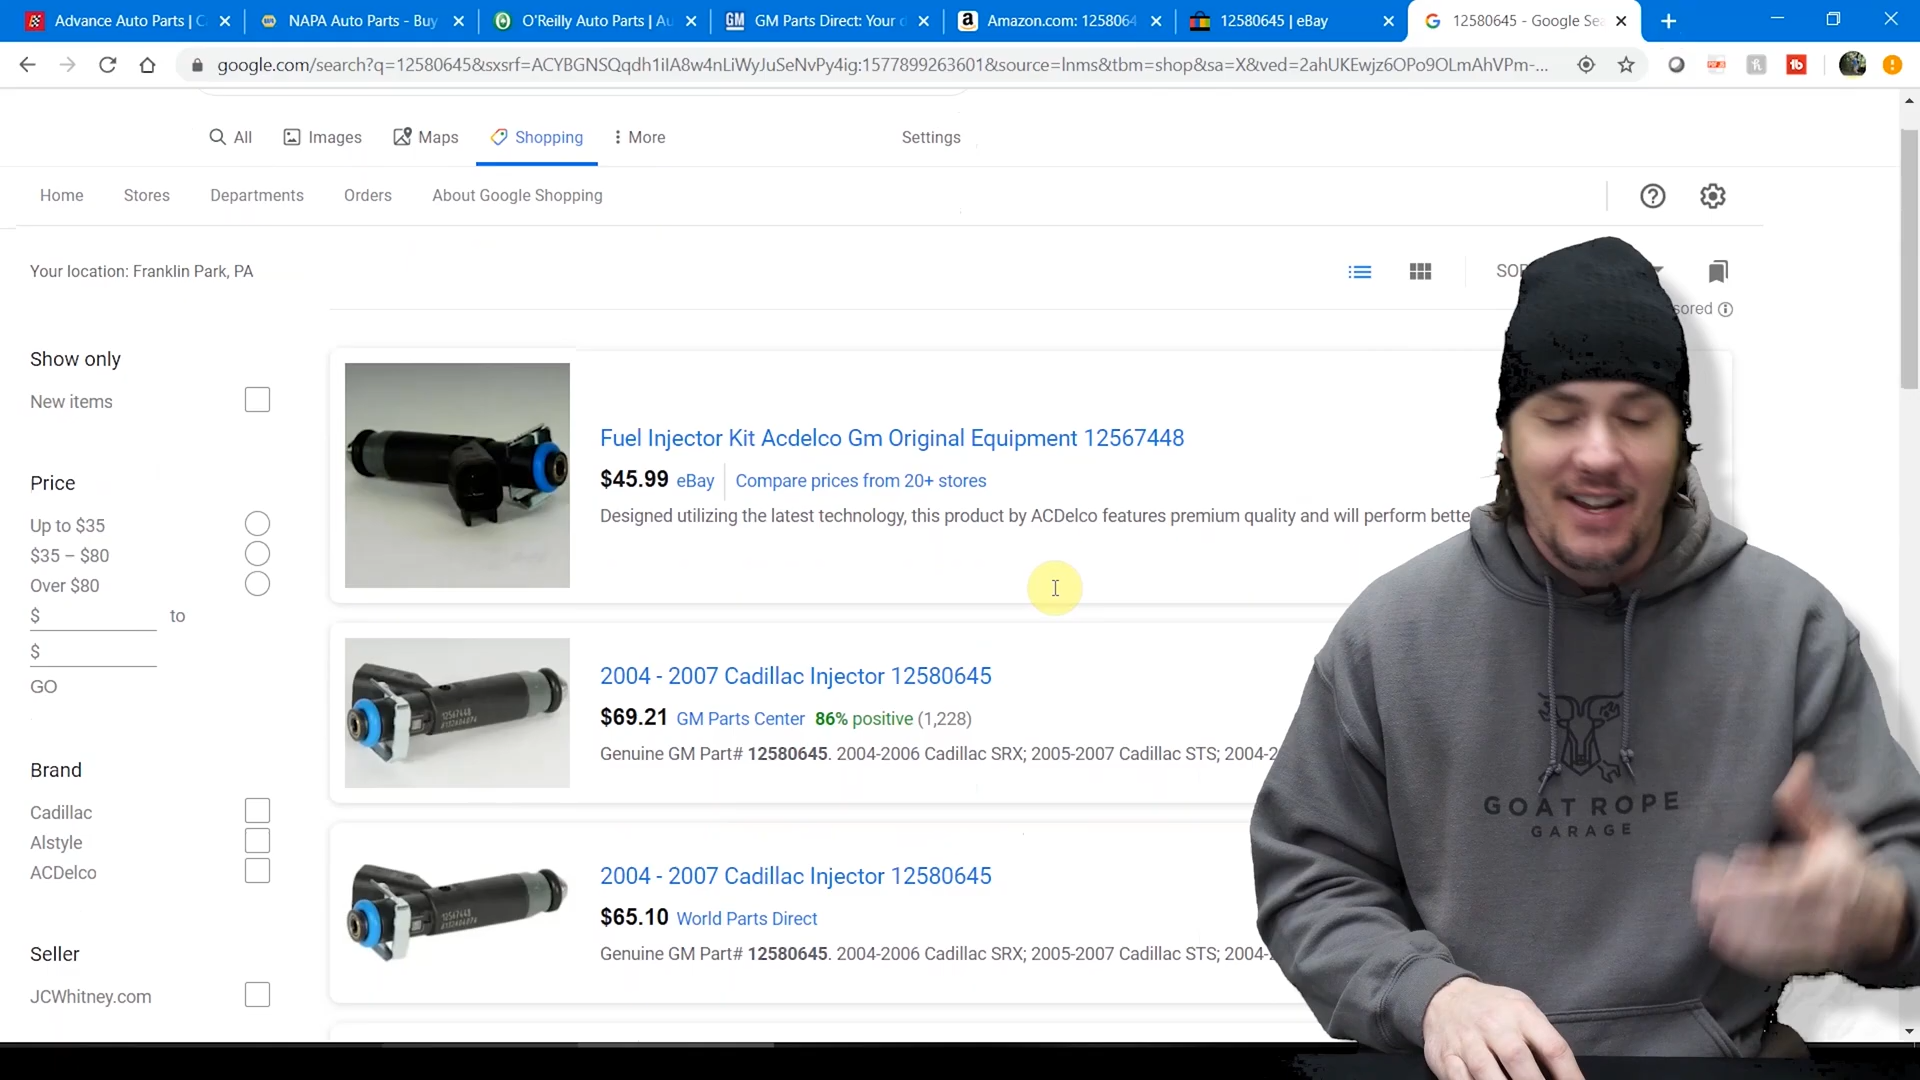 Advance Auto Parts | C
NAPA Auto Parts - Buy
O'Reilly Auto Parts | Au
GM Parts Direct: Your d
Amazon.com: 1258064
12580645 | eBay
12580645 - Google Sea
google.com/search?q=12580645&sxsrf=ACYBGNSQqdh1iIA8w4nLiWyJuSeNvPy4ig:1577899263601&source=lnms&tbm=shop&sa=X&ved=2ahUKEwjz6OPo9OLmAhVPm-...
All Images Maps Shopping More Settings
Home Stores Departments Orders About Google Shopping
Your location: Franklin Park, PA
Show only
New items
Price
Up to $35
$35 – $80
Over $80
$ to
$
GO
Brand
Cadillac
Alstyle
ACDelco
Seller
JCWhitney.com
Fuel Injector Kit Acdelco Gm Original Equipment 12567448
$45.99 eBay Compare prices from 20+ stores
Designed utilizing the latest technology, this product by ACDelco features premium quality and will perform bette
2004 - 2007 Cadillac Injector 12580645
$69.21 GM Parts Center 86% positive (1,228)
Genuine GM Part# 12580645. 2004-2006 Cadillac SRX; 2005-2007 Cadillac STS; 2004-2
2004 - 2007 Cadillac Injector 12580645
$65.10 World Parts Direct
Genuine GM Part# 12580645. 2004-2006 Cadillac SRX; 2005-2007 Cadillac STS; 2004-2
GOAT ROPE
GARAGE